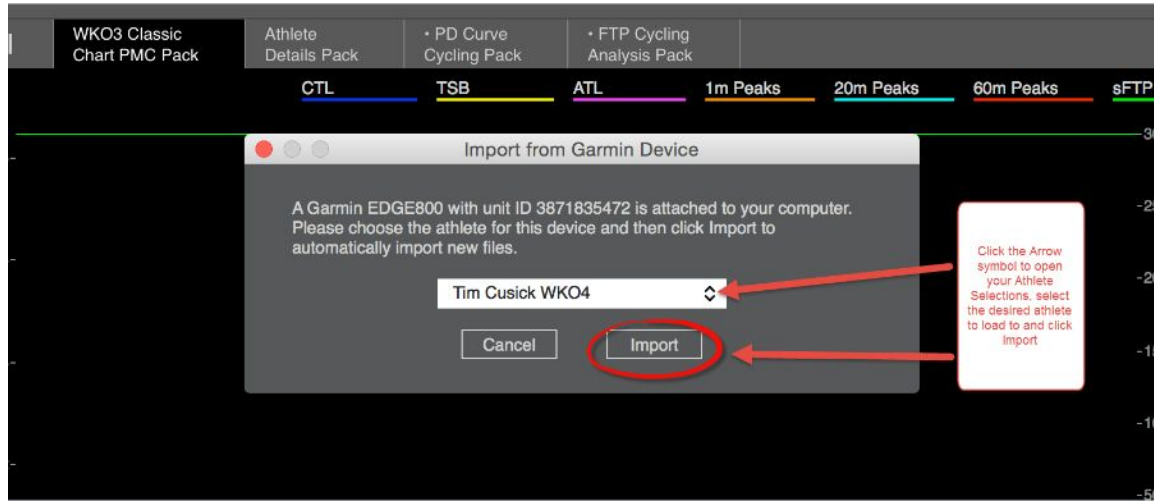 WKO3 Classic
Chart PMC Pack
Athlete
Details Pack
• PD Curve
Cycling Pack
• FTP Cycling
Analysis Pack
CTL TSB ATL 1m Peaks 20m Peaks 60m Peaks sFTP
Import from Garmin Device
A Garmin EDGE800 with unit ID 3871835472 is attached to your computer.
Please choose the athlete for this device and then click Import to
automatically import new files.
Tim Cusick WKO4
Cancel Import
Click the Arrow
symbol to open
your Athlete
Selections, select
the desired athlete
to load to and click
Import